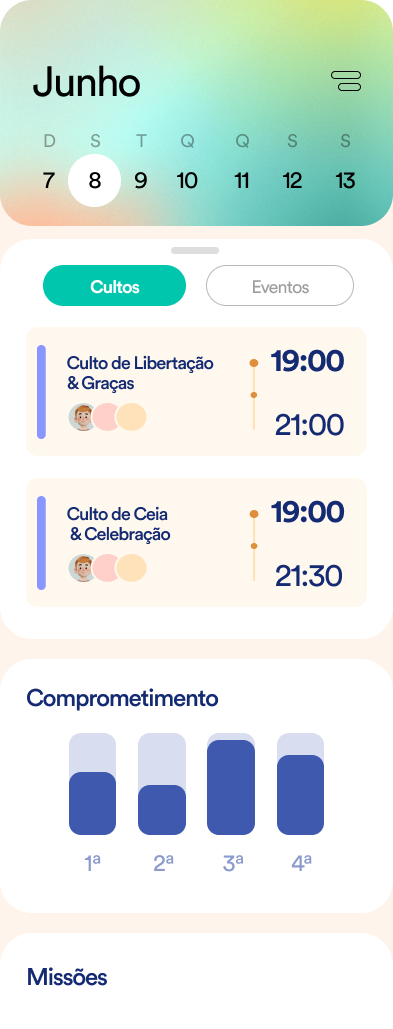 Junho
D S T Q Q S S
7 8 9 10 11 12 13
Cultos Eventos
Culto de Libertação
& Graças
19:00
21:00
Culto de Ceia
& Celebração
19:00
21:30
Comprometimento
1ª 2ª 3ª 4ª
Missões